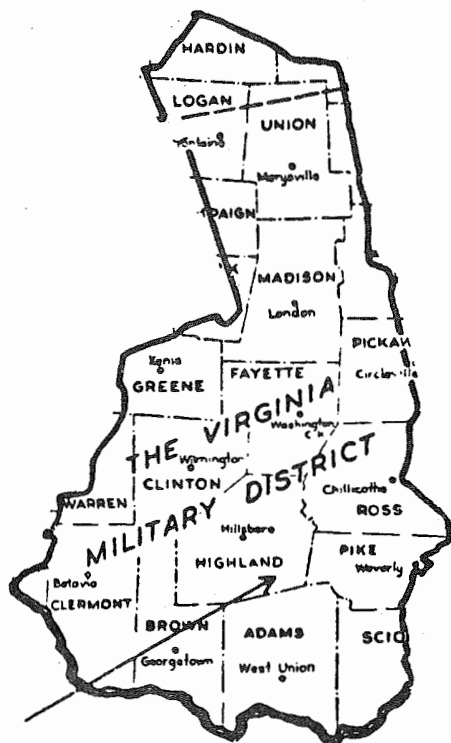 HARDIN
LOGAN
UNION
Marysville
PAIGN
MADISON
London
PICKAW
Circleville
Xenia
GREENE
FAYETTE
Washington
C.H.
THE VIRGINIA
MILITARY DISTRICT
Wilmington
CLINTON
WARREN
Chillicothe
ROSS
Hillsboro
HIGHLAND
PIKE
Waverly
Batavia
CLERMONT
BROWN
Georgetown
ADAMS
West Union
SCIO